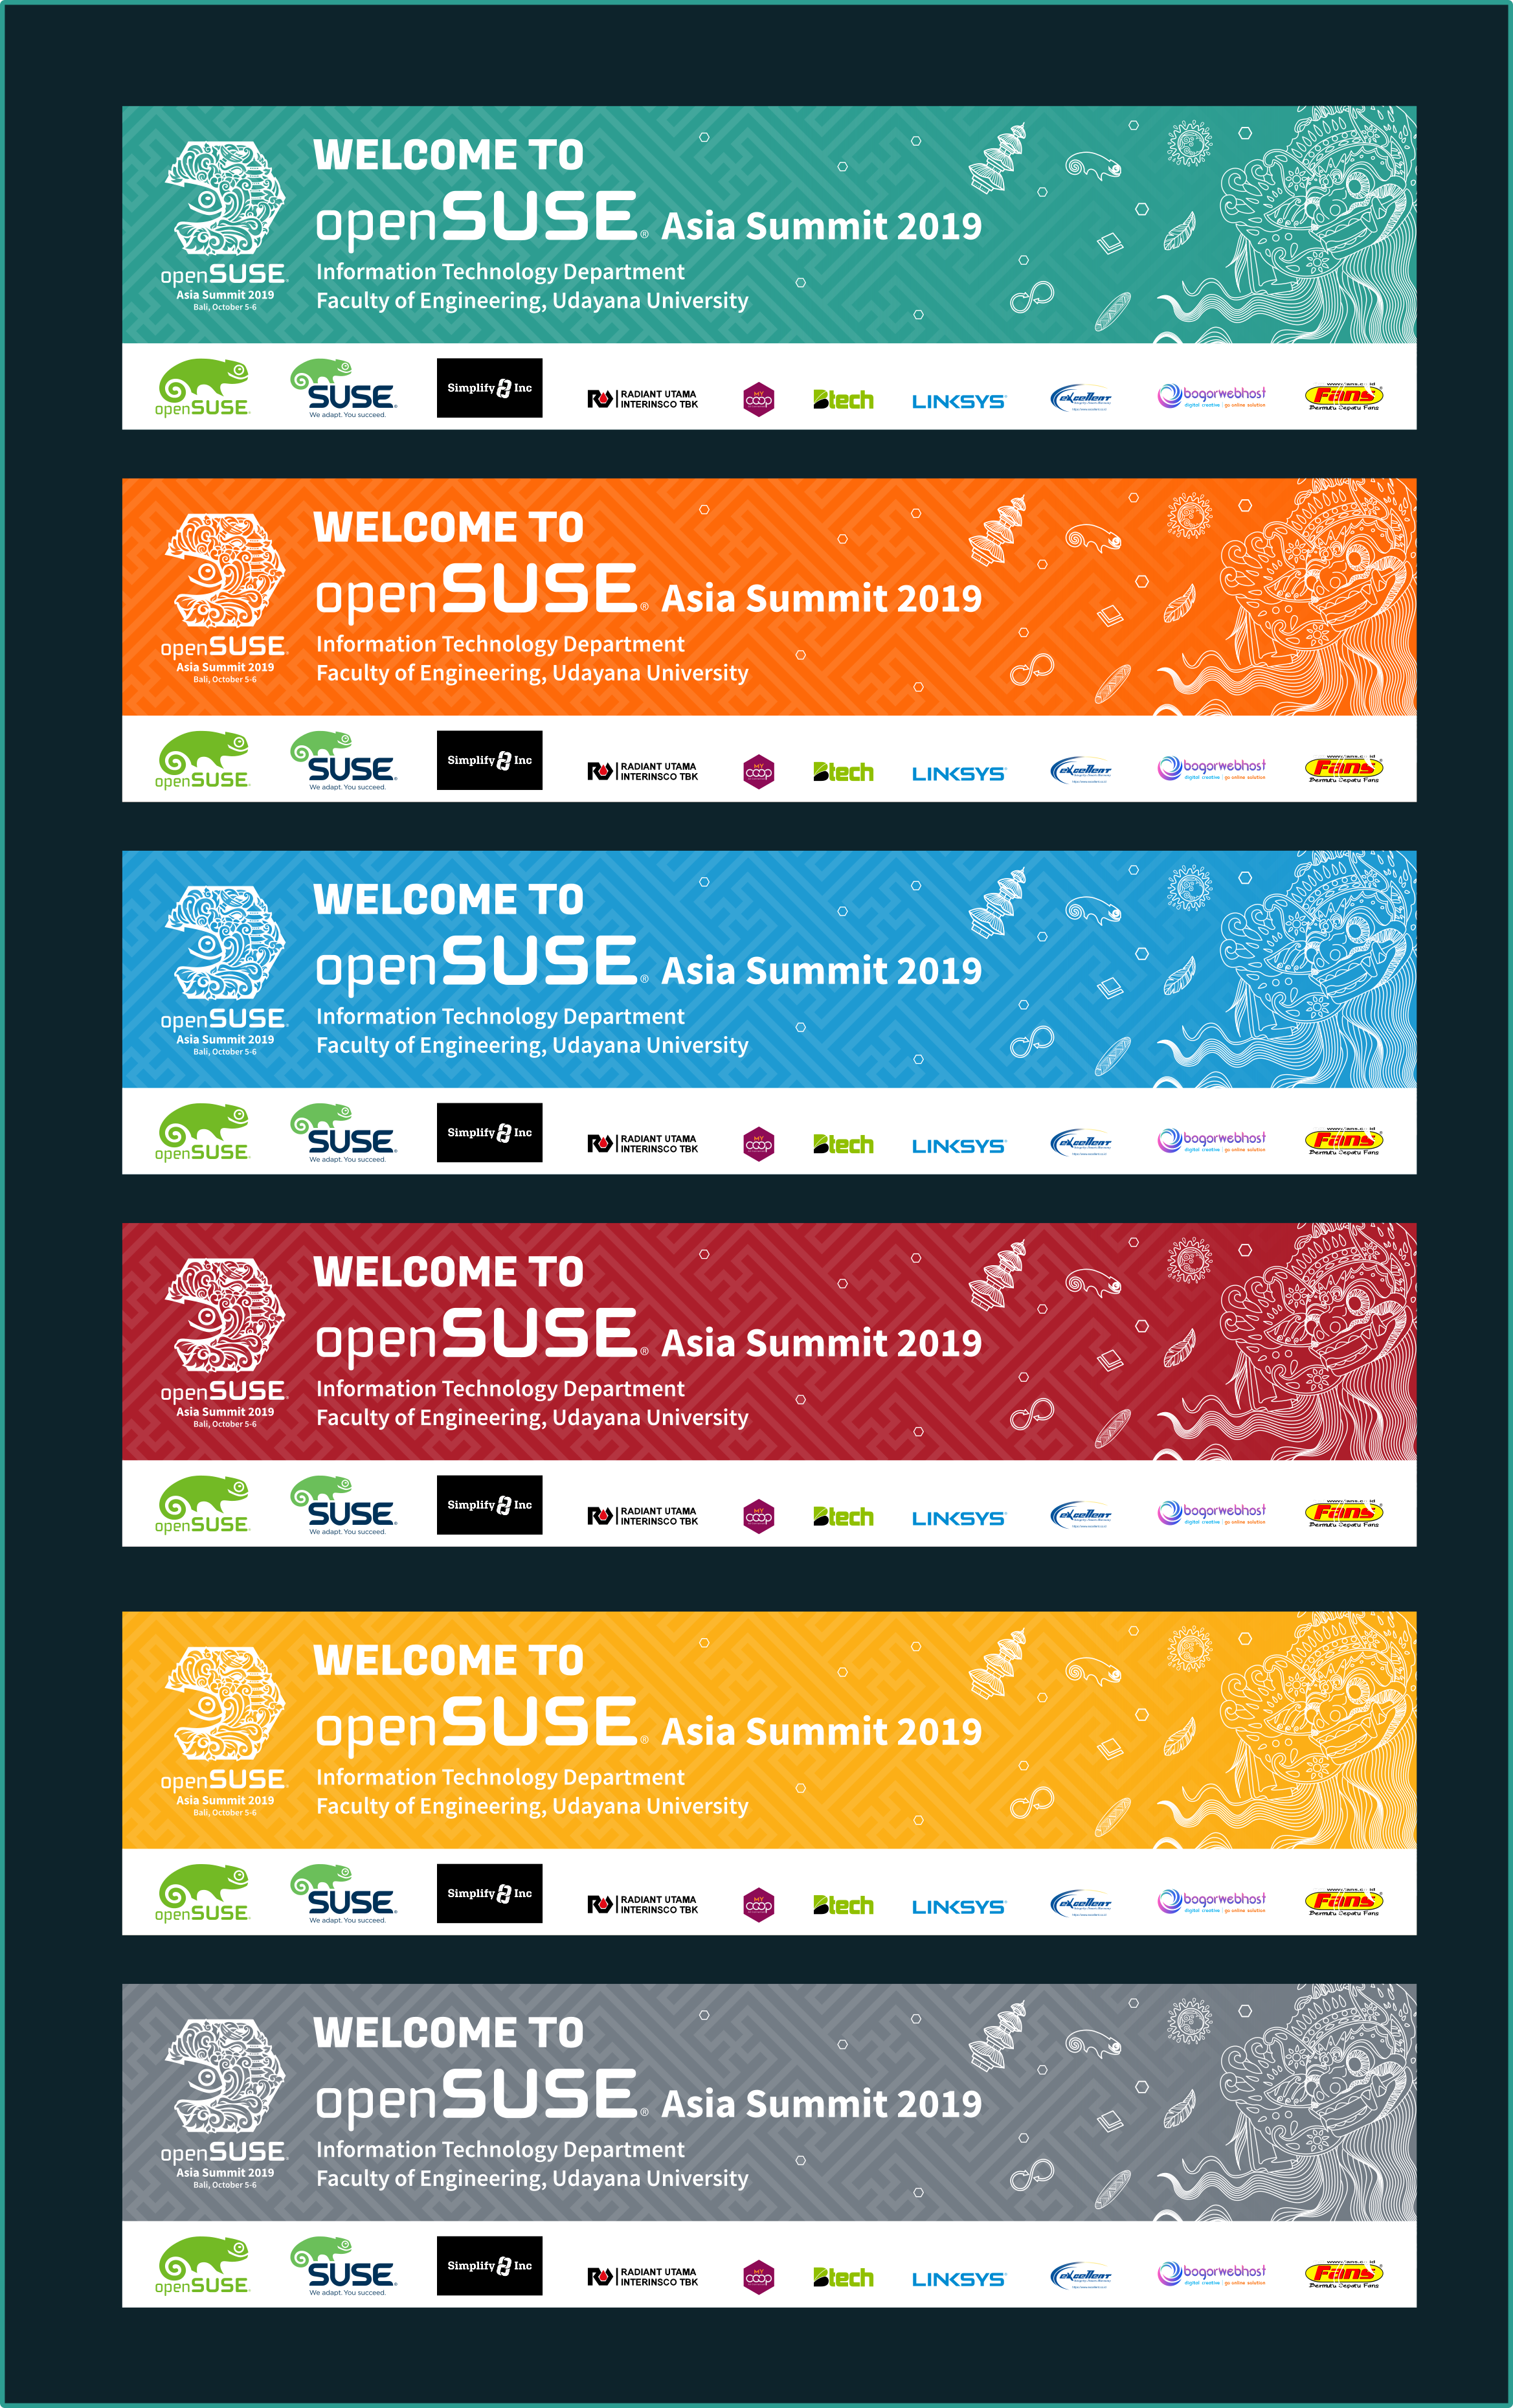 WELCOME TO
openSUSE® Asia Summit 2019
Information Technology Department
Faculty of Engineering, Udayana University
openSUSE
Asia Summit 2019
Bali, October 5-6
openSUSE
SUSE
We adapt. You succeed.
Simplify Inc
RADIANT UTAMA
INTERINSCO TBK
MY
coop
Btech
LINKSYS
excellent
bogorwebhost
digital creative | go online solution
Fans
Bermutu Sepatu Fans
WELCOME TO
openSUSE® Asia Summit 2019
Information Technology Department
Faculty of Engineering, Udayana University
openSUSE
Asia Summit 2019
Bali, October 5-6
openSUSE
SUSE
We adapt. You succeed.
Simplify Inc
RADIANT UTAMA
INTERINSCO TBK
MY
coop
Btech
LINKSYS
excellent
bogorwebhost
digital creative | go online solution
Fans
Bermutu Sepatu Fans
WELCOME TO
openSUSE® Asia Summit 2019
Information Technology Department
Faculty of Engineering, Udayana University
openSUSE
Asia Summit 2019
Bali, October 5-6
openSUSE
SUSE
We adapt. You succeed.
Simplify Inc
RADIANT UTAMA
INTERINSCO TBK
MY
coop
Btech
LINKSYS
excellent
bogorwebhost
digital creative | go online solution
Fans
Bermutu Sepatu Fans
WELCOME TO
openSUSE® Asia Summit 2019
Information Technology Department
Faculty of Engineering, Udayana University
openSUSE
Asia Summit 2019
Bali, October 5-6
openSUSE
SUSE
We adapt. You succeed.
Simplify Inc
RADIANT UTAMA
INTERINSCO TBK
MY
coop
Btech
LINKSYS
excellent
bogorwebhost
digital creative | go online solution
Fans
Bermutu Sepatu Fans
WELCOME TO
openSUSE® Asia Summit 2019
Information Technology Department
Faculty of Engineering, Udayana University
openSUSE
Asia Summit 2019
Bali, October 5-6
openSUSE
SUSE
We adapt. You succeed.
Simplify Inc
RADIANT UTAMA
INTERINSCO TBK
MY
coop
Btech
LINKSYS
excellent
bogorwebhost
digital creative | go online solution
Fans
Bermutu Sepatu Fans
WELCOME TO
openSUSE® Asia Summit 2019
Information Technology Department
Faculty of Engineering, Udayana University
openSUSE
Asia Summit 2019
Bali, October 5-6
openSUSE
SUSE
We adapt. You succeed.
Simplify Inc
RADIANT UTAMA
INTERINSCO TBK
MY
coop
Btech
LINKSYS
excellent
bogorwebhost
digital creative | go online solution
Fans
Bermutu Sepatu Fans